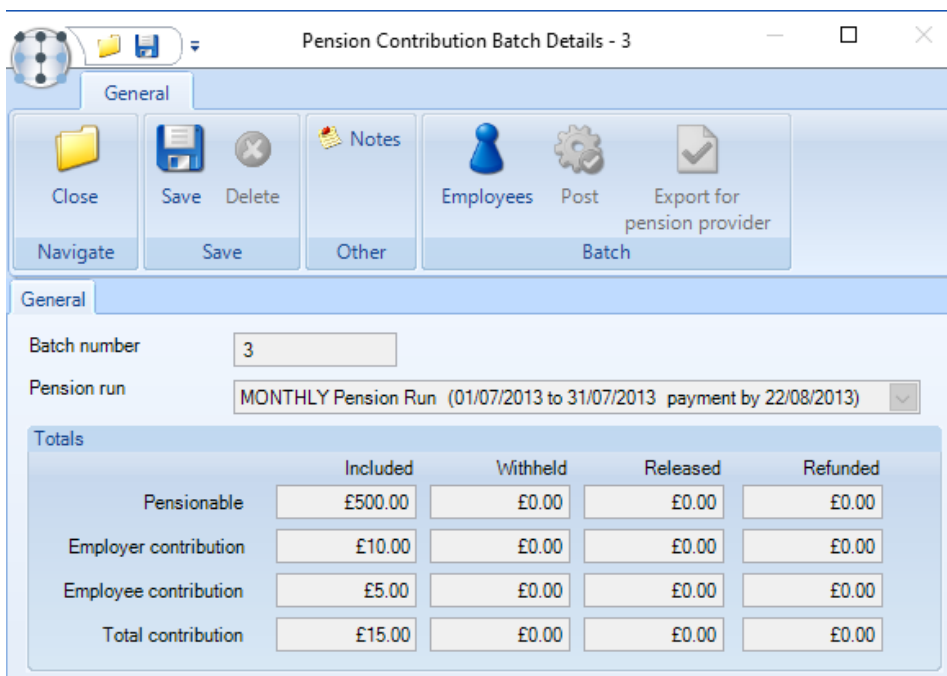 Pension Contribution Batch Details - 3
General
Close
Save
Delete
Notes
Employees
Post
Export for
pension provider
Navigate
Save
Other
Batch
General
Batch number 3
Pension run MONTHLY Pension Run (01/07/2013 to 31/07/2013 payment by 22/08/2013)
Totals
Included Withheld Released Refunded
Pensionable £500.00 £0.00 £0.00 £0.00
Employer contribution £10.00 £0.00 £0.00 £0.00
Employee contribution £5.00 £0.00 £0.00 £0.00
Total contribution £15.00 £0.00 £0.00 £0.00